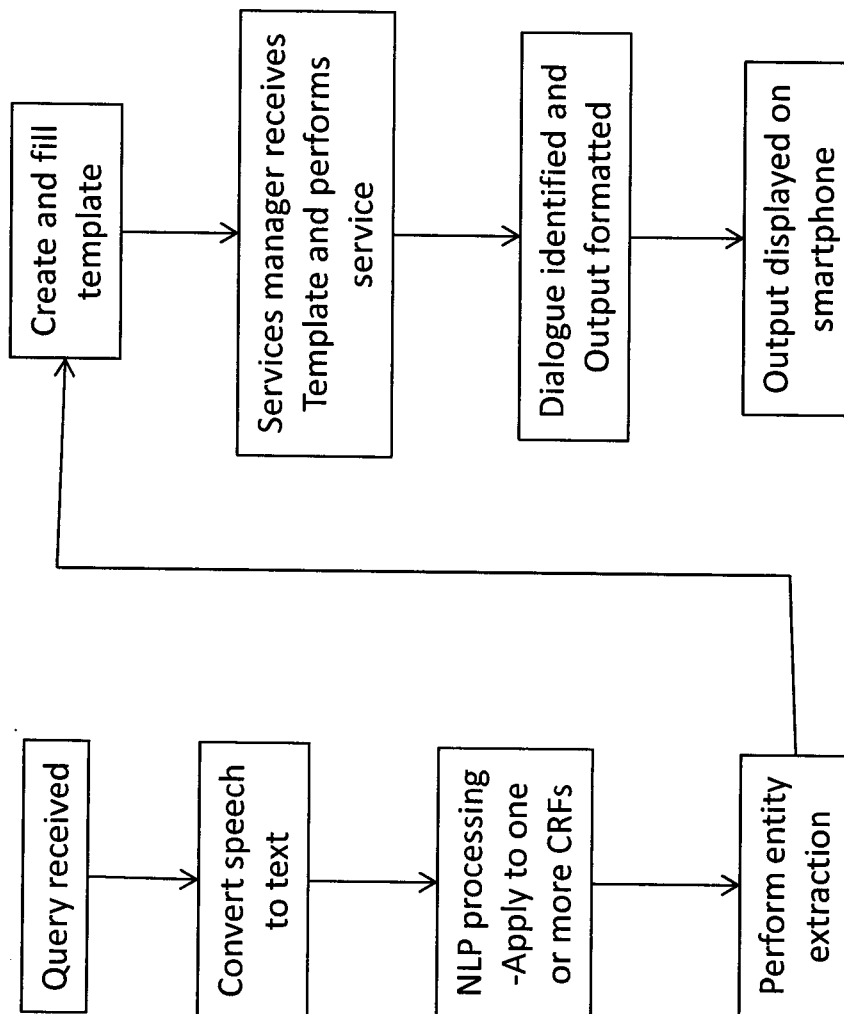 Query received
Convert speech
to text
NLP processing
-Apply to one
or more CRFs
Perform entity
extraction
Create and fill
template
Services manager receives
Template and performs
service
Dialogue identified and
Output formatted
Output displayed on
smartphone